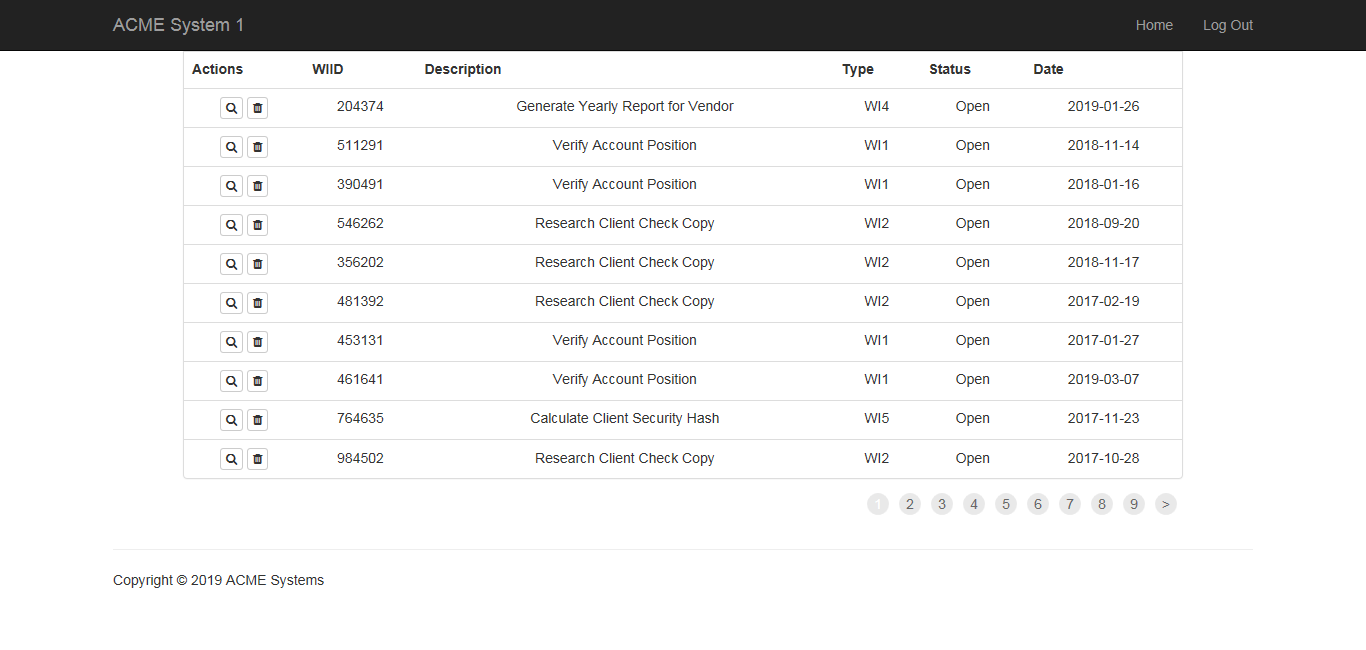 ACME System 1 Home Log Out
Actions WIID Description Type Status Date
204374 Generate Yearly Report for Vendor WI4 Open 2019-01-26
511291 Verify Account Position WI1 Open 2018-11-14
390491 Verify Account Position WI1 Open 2018-01-16
546262 Research Client Check Copy WI2 Open 2018-09-20
356202 Research Client Check Copy WI2 Open 2018-11-17
481392 Research Client Check Copy WI2 Open 2017-02-19
453131 Verify Account Position WI1 Open 2017-01-27
461641 Verify Account Position WI1 Open 2019-03-07
764635 Calculate Client Security Hash WI5 Open 2017-11-23
984502 Research Client Check Copy WI2 Open 2017-10-28
1 2 3 4 5 6 7 8 9 >
Copyright © 2019 ACME Systems